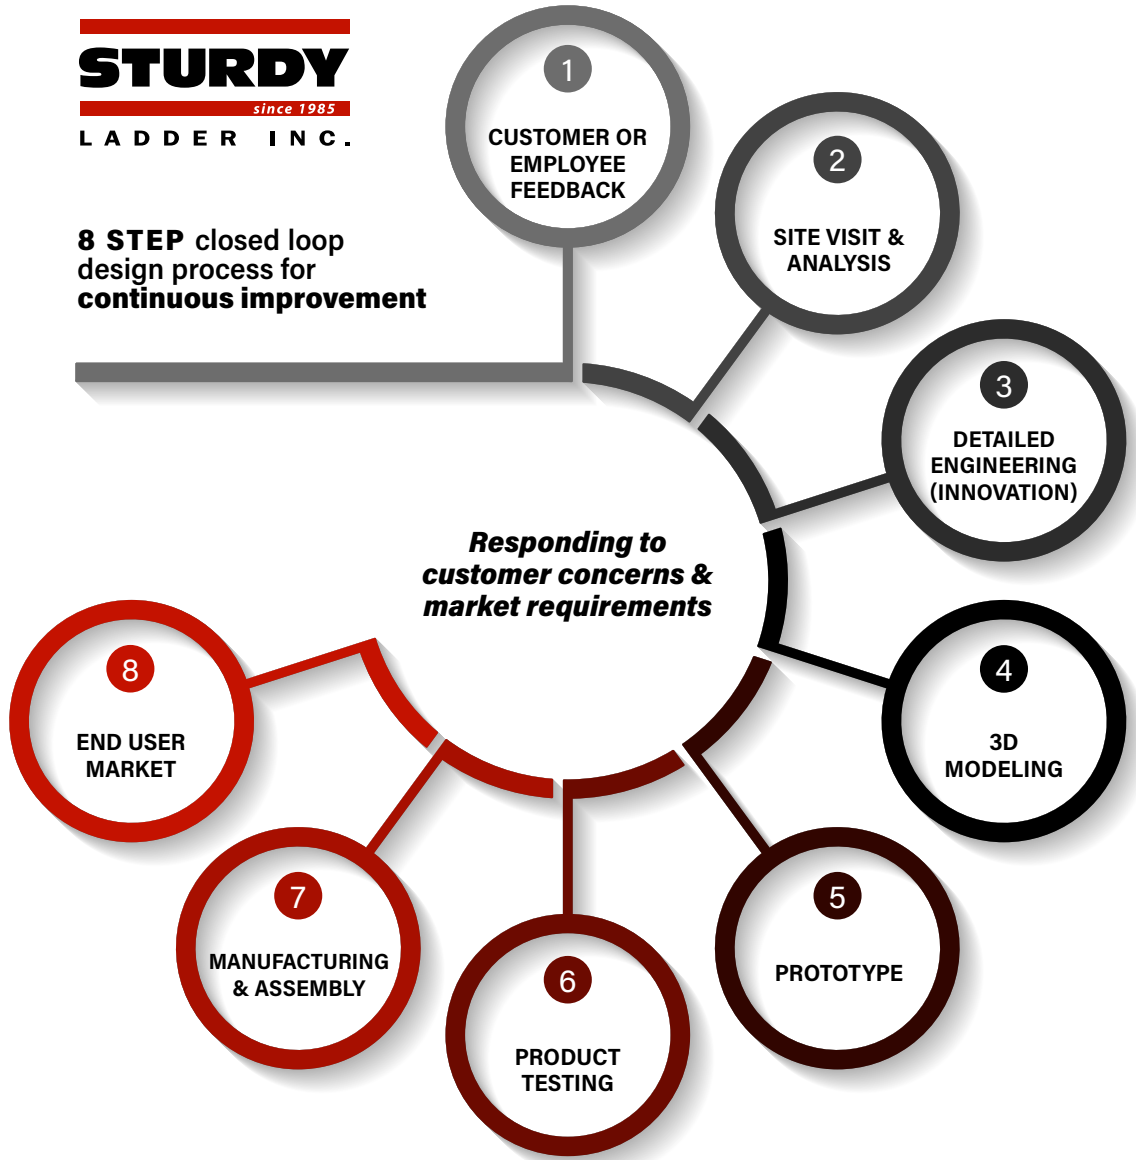 STURDY
since 1985
LADDER INC.
8 STEP closed loop
design process for
continuous improvement
1
CUSTOMER OR
EMPLOYEE
FEEDBACK
2
SITE VISIT &
ANALYSIS
3
DETAILED
ENGINEERING
(INNOVATION)
Responding to
customer concerns &
market requirements
4
3D
MODELING
5
PROTOTYPE
6
PRODUCT
TESTING
7
MANUFACTURING
& ASSEMBLY
8
END USER
MARKET